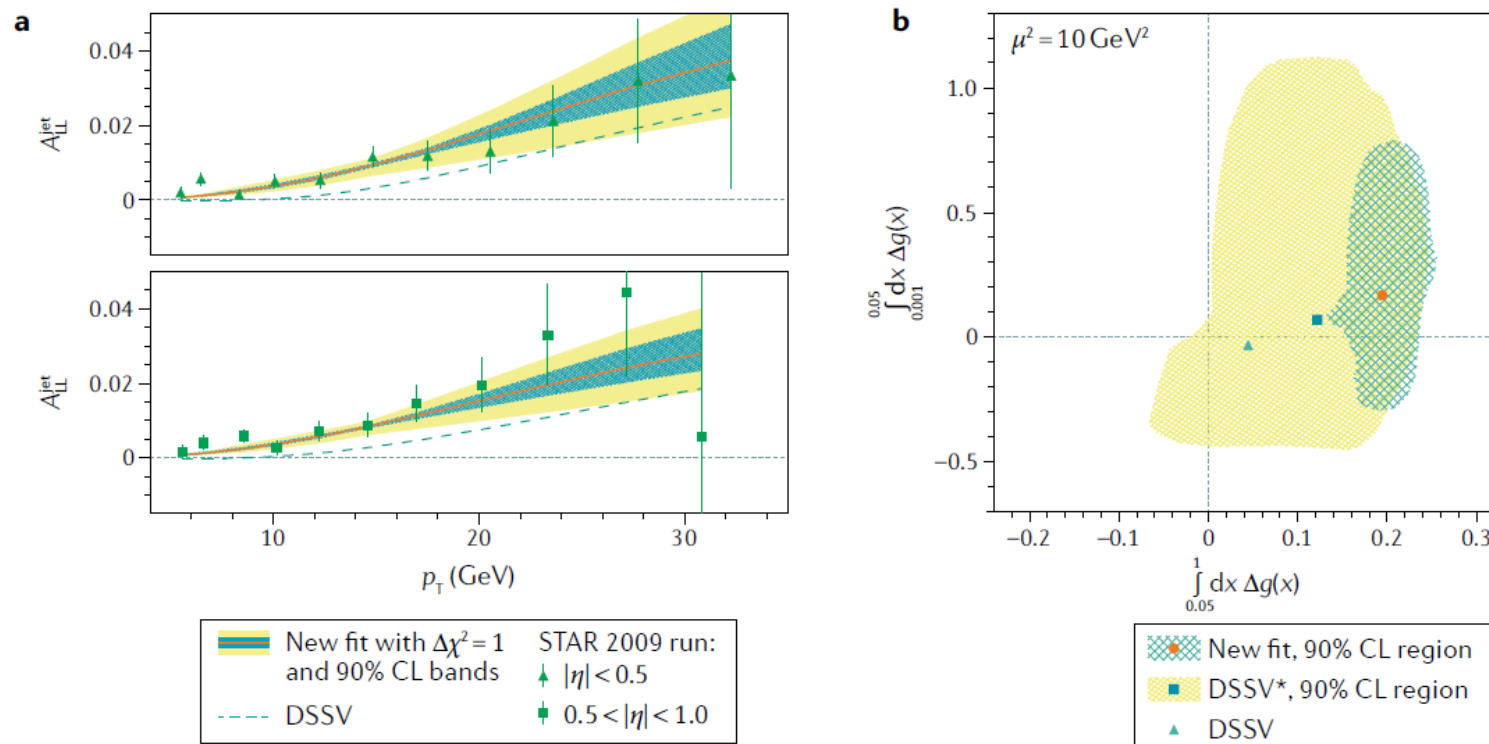 a
0.04
0.02
0
A_LL^jet
0.04
0.02
0
A_LL^jet
10 20 30
p_T (GeV)
New fit with Δχ² = 1
and 90% CL bands
DSSV
STAR 2009 run:
|η| < 0.5
0.5 < |η| < 1.0
b
μ² = 10 GeV²
1.0
0.5
0
−0.5
∫_0.001^0.05 dx Δg(x)
−0.2 −0.1 0 0.1 0.2 0.3
∫_0.05^1 dx Δg(x)
New fit, 90% CL region
DSSV*, 90% CL region
DSSV